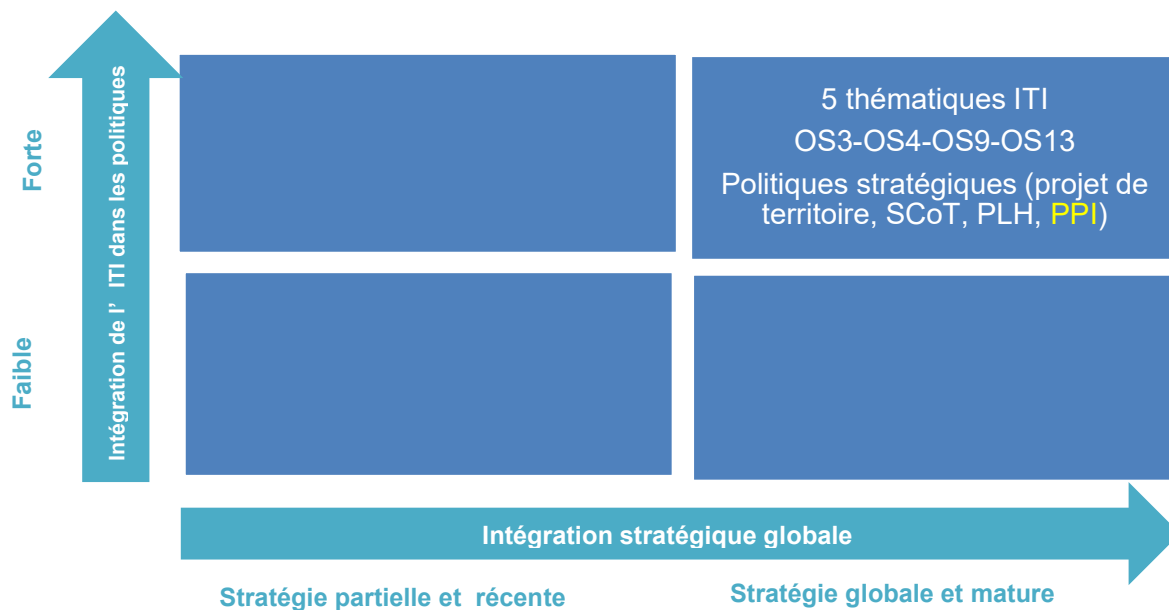 Intégration de l’ ITI dans les politiques
Forte
Faible
5 thématiques ITI
OS3-OS4-OS9-OS13
Politiques stratégiques (projet de
territoire, SCoT, PLH, PPI)
Intégration stratégique globale
Stratégie partielle et récente
Stratégie globale et mature